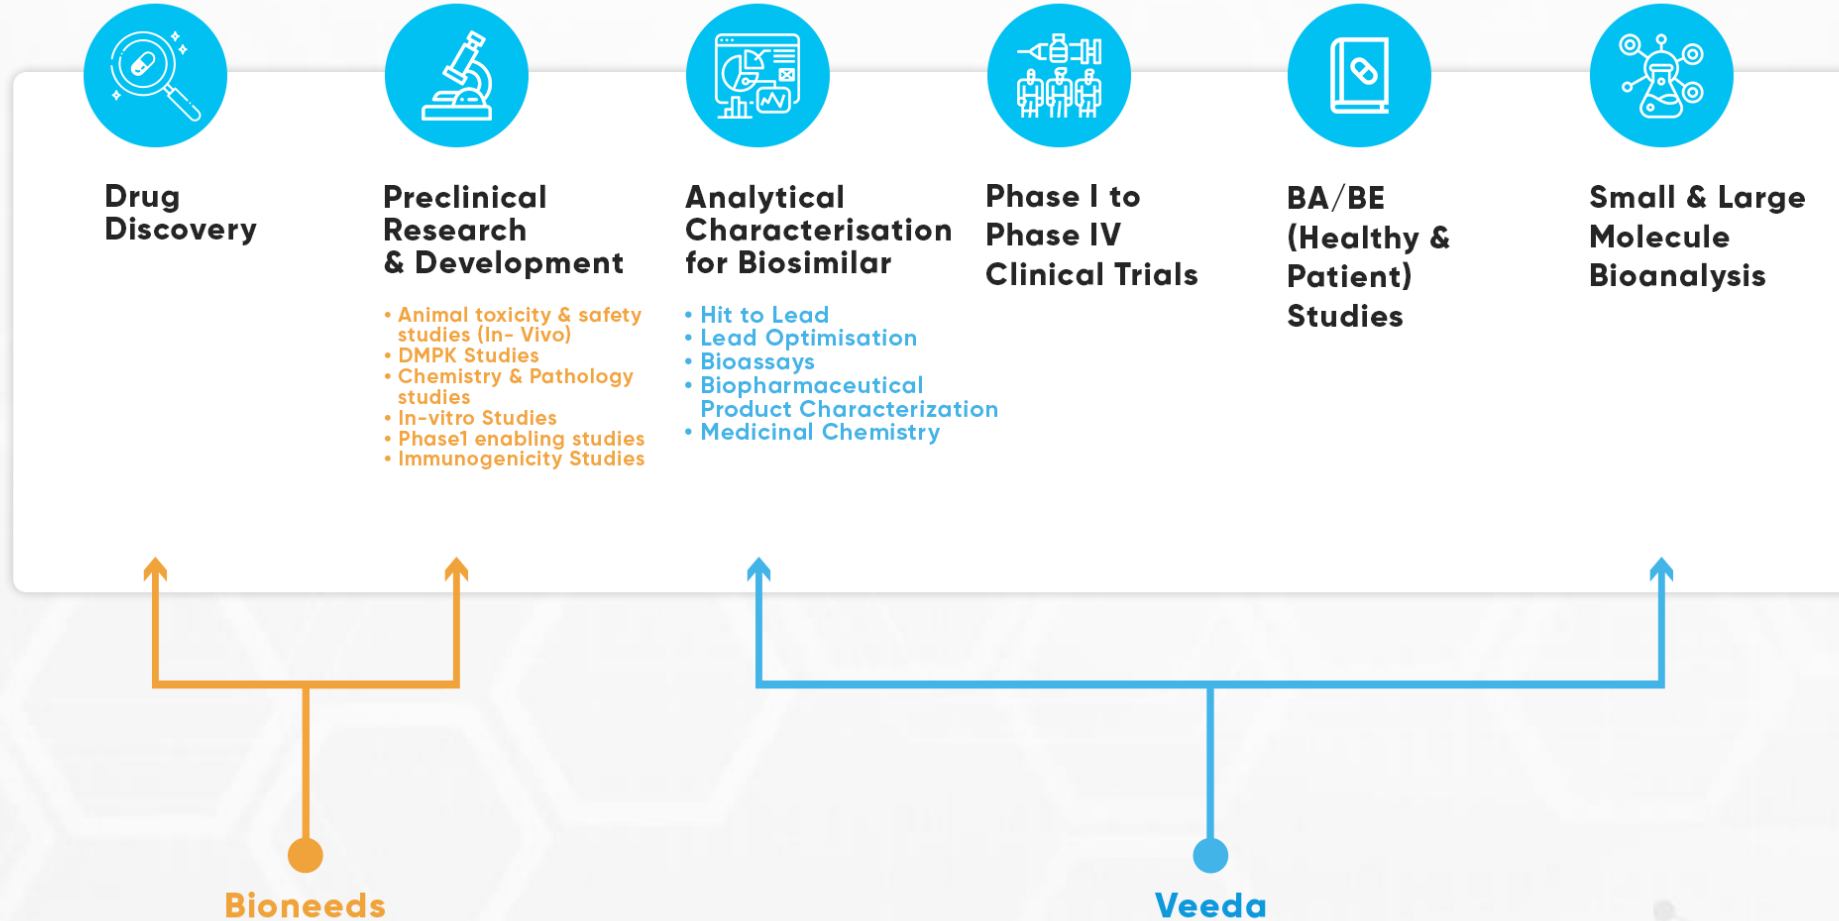 Drug
Discovery
Preclinical
Research
& Development
• Animal toxicity & safety
studies (In- Vivo)
• DMPK Studies
• Chemistry & Pathology
studies
• In-vitro Studies
• Phase1 enabling studies
• Immunogenicity Studies
Analytical
Characterisation
for Biosimilar
• Hit to Lead
• Lead Optimisation
• Bioassays
• Biopharmaceutical
Product Characterization
• Medicinal Chemistry
Phase I to
Phase IV
Clinical Trials
BA/BE
(Healthy &
Patient)
Studies
Small & Large
Molecule
Bioanalysis
Bioneeds
Veeda